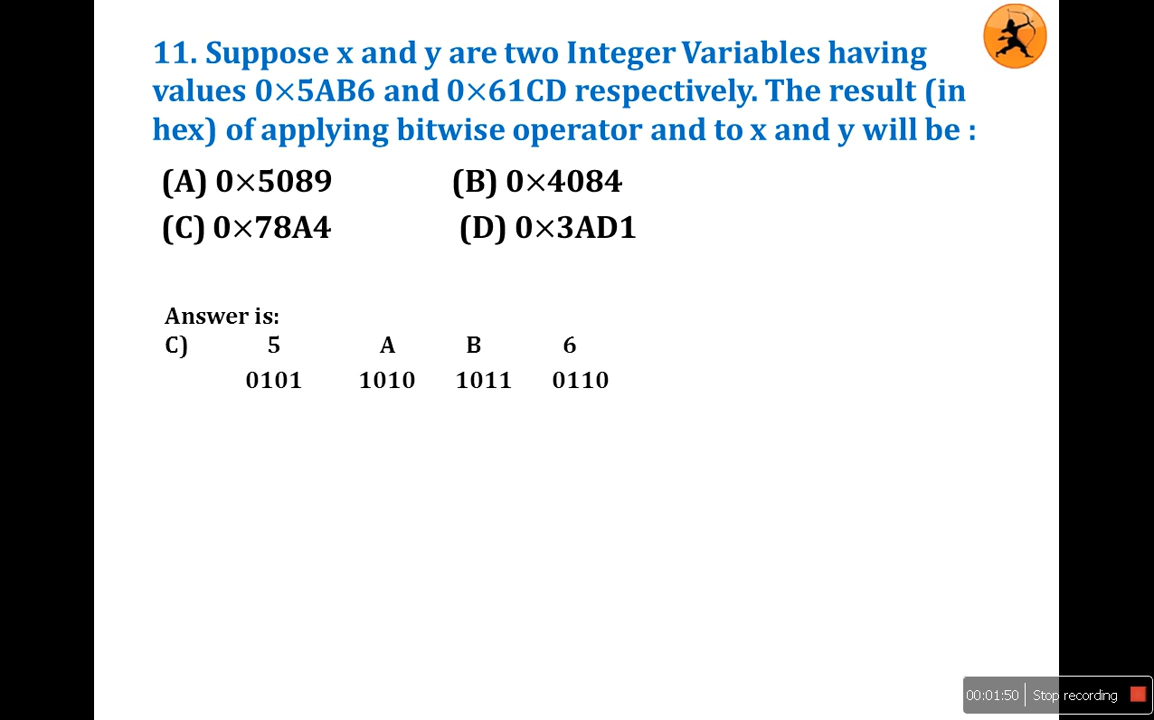 11. Suppose x and y are two Integer Variables having
values 0×5AB6 and 0×61CD respectively. The result (in
hex) of applying bitwise operator and to x and y will be :
(A) 0×5089 (B) 0×4084
(C) 0×78A4 (D) 0×3AD1
Answer is:
C) 5 A B 6
0101 1010 1011 0110
00:01:50 Stop recording